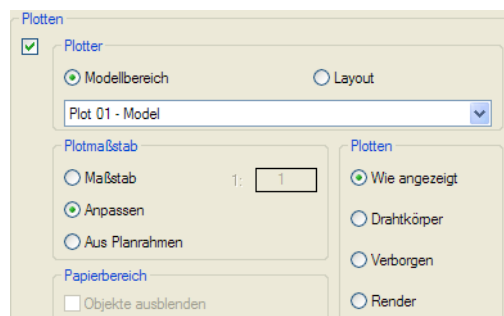 Plotten
Plotter
Modellbereich Layout
Plot 01 - Model
Plotmaßstab
Maßstab 1: 1
Anpassen
Aus Planrahmen
Papierbereich
Objekte ausblenden
Plotten
Wie angezeigt
Drahtkörper
Verborgen
Render